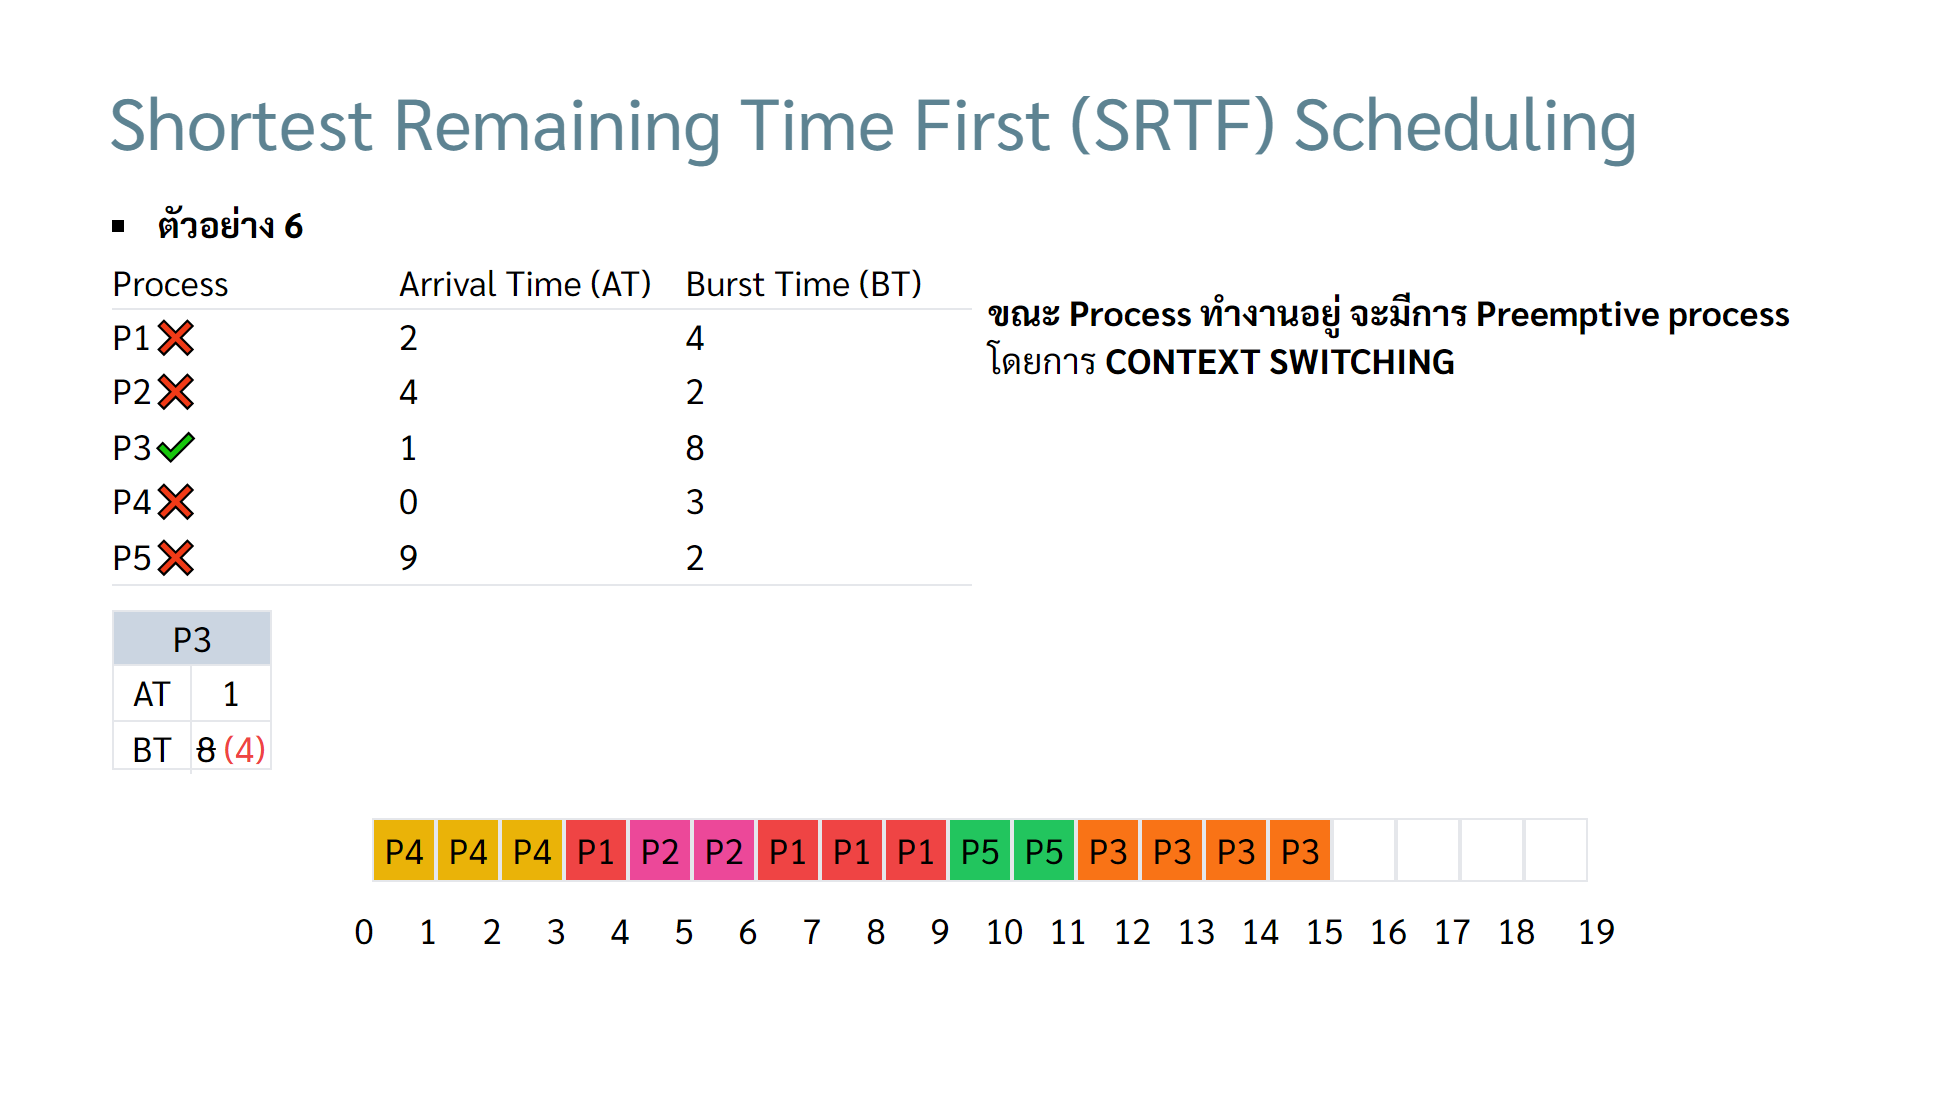 Shortest Remaining Time First (SRTF) Scheduling
ตัวอย่าง 6
Process Arrival Time (AT) Burst Time (BT)
P1 2 4
P2 4 2
P3 1 8
P4 0 3
P5 9 2
ขณะ Process ทำงานอยู่ จะมีการ Preemptive process
โดยการ CONTEXT SWITCHING
P3
AT 1
BT 8 (4)
P4 P4 P4 P1 P2 P2 P1 P1 P1 P5 P5 P3 P3 P3 P3
0 1 2 3 4 5 6 7 8 9 10 11 12 13 14 15 16 17 18 19